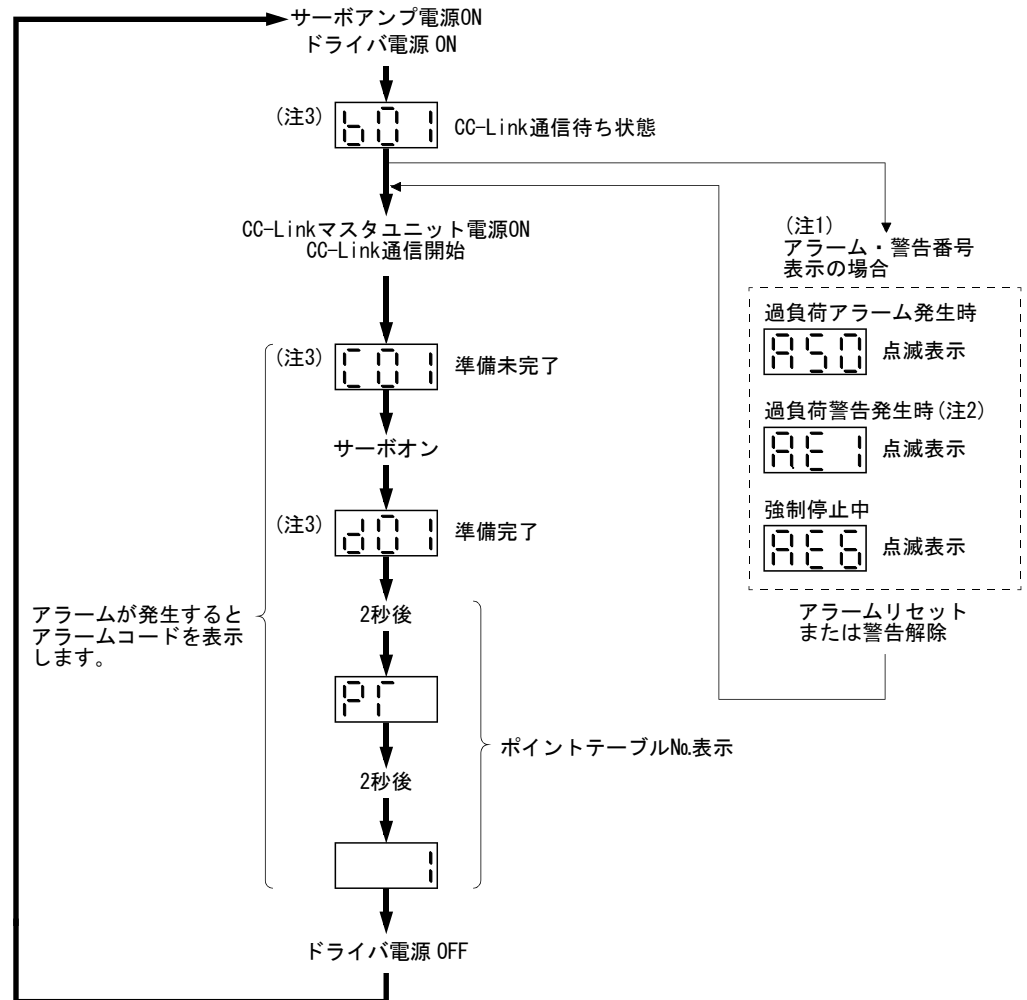 サーボアンプ電源ON
ドライバ電源 ON
(注3)
b01
CC-Link通信待ち状態
CC-Linkマスタユニット電源ON
CC-Link通信開始
(注3)
C01
準備未完了
サーボオン
(注3)
d01
準備完了
2秒後
PT
2秒後
1
ポイントテーブル№表示
アラームが発生すると
アラームコードを表示
します。
ドライバ電源 OFF
(注1)
アラーム・警告番号
表示の場合
過負荷アラーム発生時
A50
点滅表示
過負荷警告発生時(注2)
A.E 1
点滅表示
強制停止中
AE6
点滅表示
アラームリセット
または警告解除